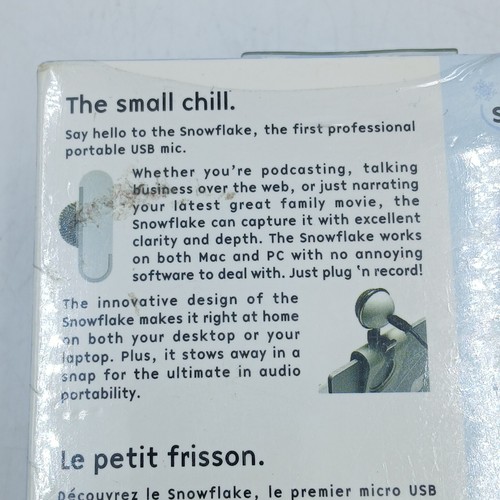 The small chill.
Say hello to the Snowflake, the first professional
portable USB mic.
Whether you're podcasting, talking
business over the web, or just narrating
your latest great family movie, the
Snowflake can capture it with excellent
clarity and depth. The Snowflake works
on both Mac and PC with no annoying
software to deal with. Just plug 'n record!
The innovative design of the
Snowflake makes it right at home
on both your desktop or your
laptop. Plus, it stows away in a
snap for the ultimate in audio
portability.
Le petit frisson.
Découvrez le Snowflake, le premier micro USB